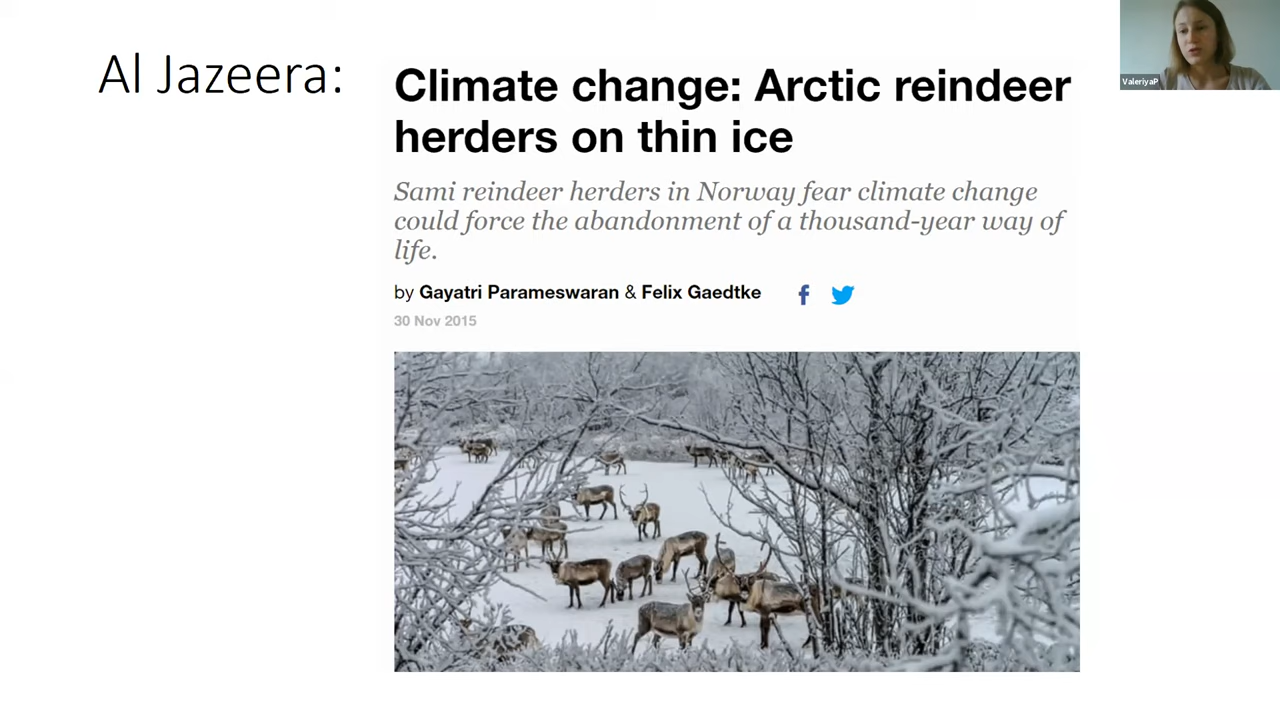 Al Jazeera:
Climate change: Arctic reindeer
herders on thin ice
Sami reindeer herders in Norway fear climate change
could force the abandonment of a thousand-year way of
life.
by Gayatri Parameswaran & Felix Gaedtke
30 Nov 2015
ValeriyaP